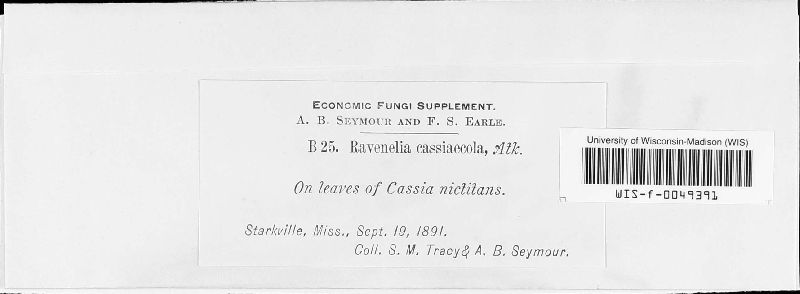 ECONOMIC FUNGI SUPPLEMENT.
A. B. SEYMOUR AND F. S. EARLE.
B 25. Ravenelia cassiaecola, Atk.
On leaves of Cassia nictitans.
Starkville, Miss., Sept. 19, 1891.
Coll. S. M. Tracy & A. B. Seymour.
University of Wisconsin-Madison (WIS)
WIS-f-0049391